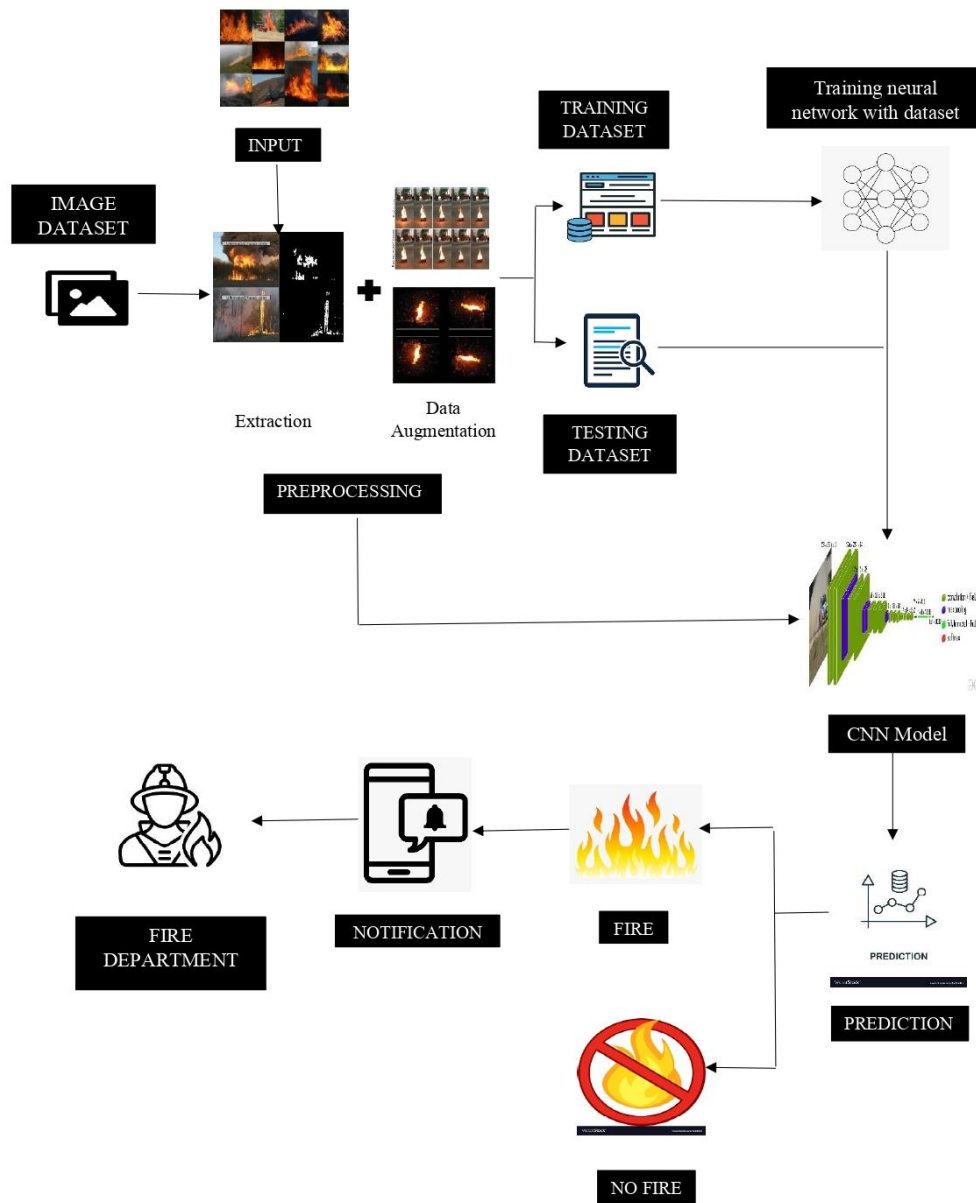 INPUT
IMAGE
DATASET
Extraction
Data
Augmentation
TRAINING
DATASET
TESTING
DATASET
Training neural
network with dataset
PREPROCESSING
CNN Model
PREDICTION
PREDICTION
FIRE
NO FIRE
NOTIFICATION
FIRE
DEPARTMENT